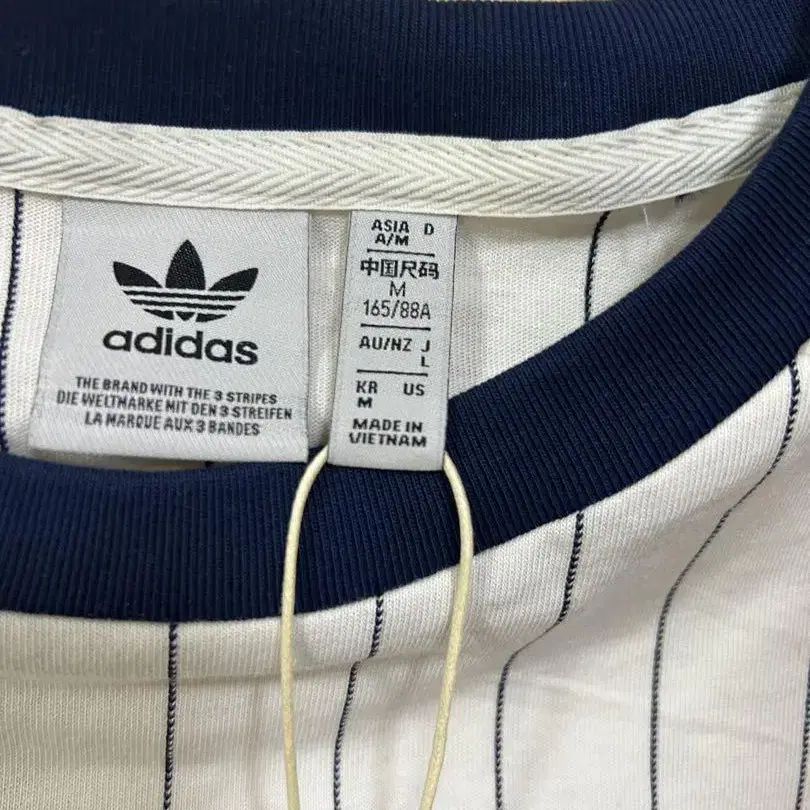 adidas
THE BRAND WITH THE 3 STRIPES
DIE WELTMARKE MIT DEN 3 STREIFEN
LA MARQUE AUX 3 BANDES
ASIA D
A/M
中国尺码
M
165/88A
AU/NZ J
L
KR US
M
MADE IN
VIETNAM